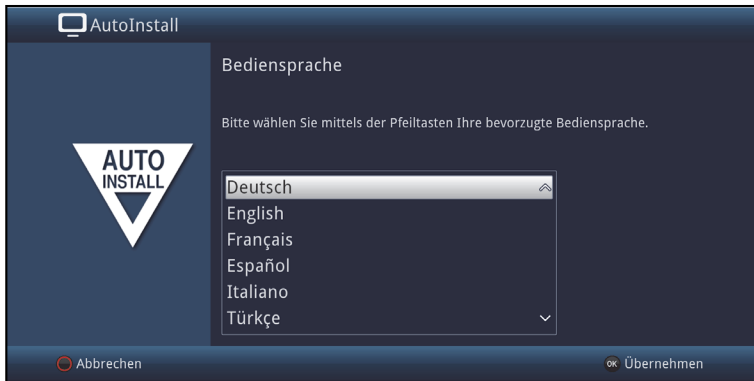 AutoInstall
Bediensprache
Bitte wählen Sie mittels der Pfeiltasten Ihre bevorzugte Bediensprache.
AUTO
INSTALL
Deutsch
English
Français
Español
Italiano
Türkçe
Abbrechen
OK Übernehmen